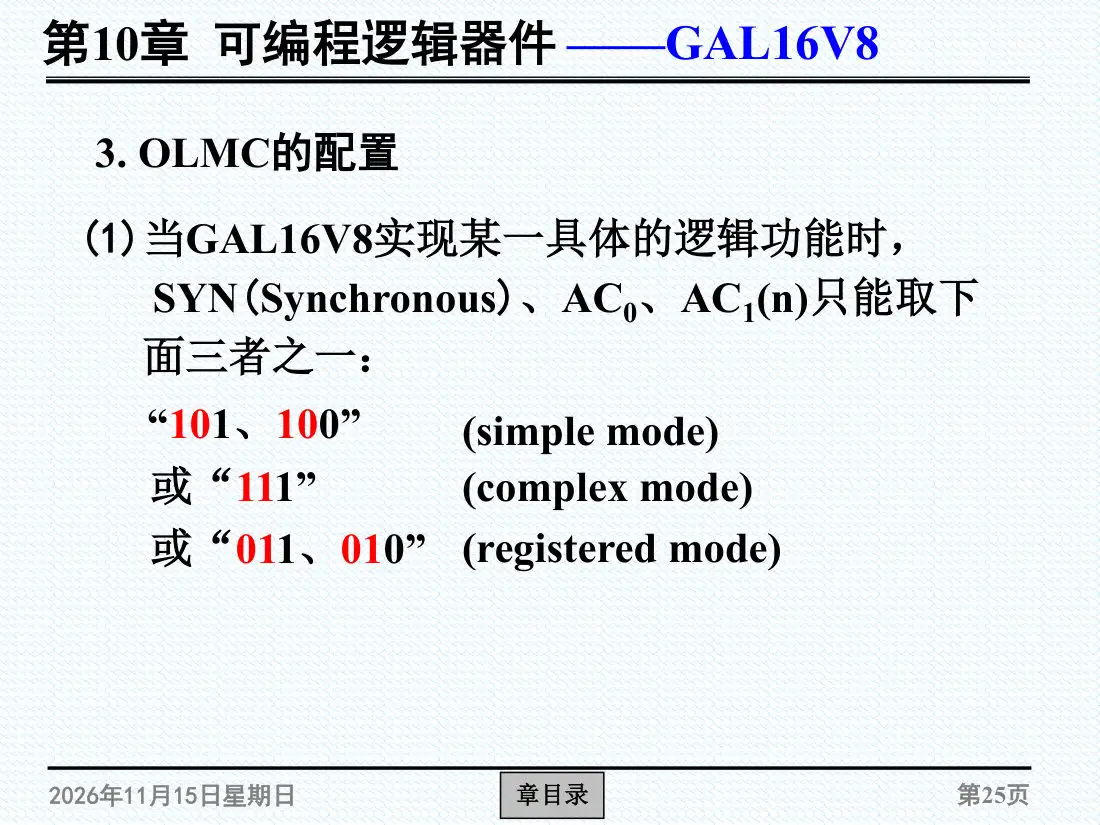 第10章 可编程逻辑器件 ——GAL16V8
3. OLMC的配置
(1) 当GAL16V8实现某一具体的逻辑功能时，
SYN(Synchronous)、AC0、AC1(n)只能取下
面三者之一：
“101、100” (simple mode)
或“111” (complex mode)
或“011、010” (registered mode)
2026年11月15日星期日 章目录 第25页